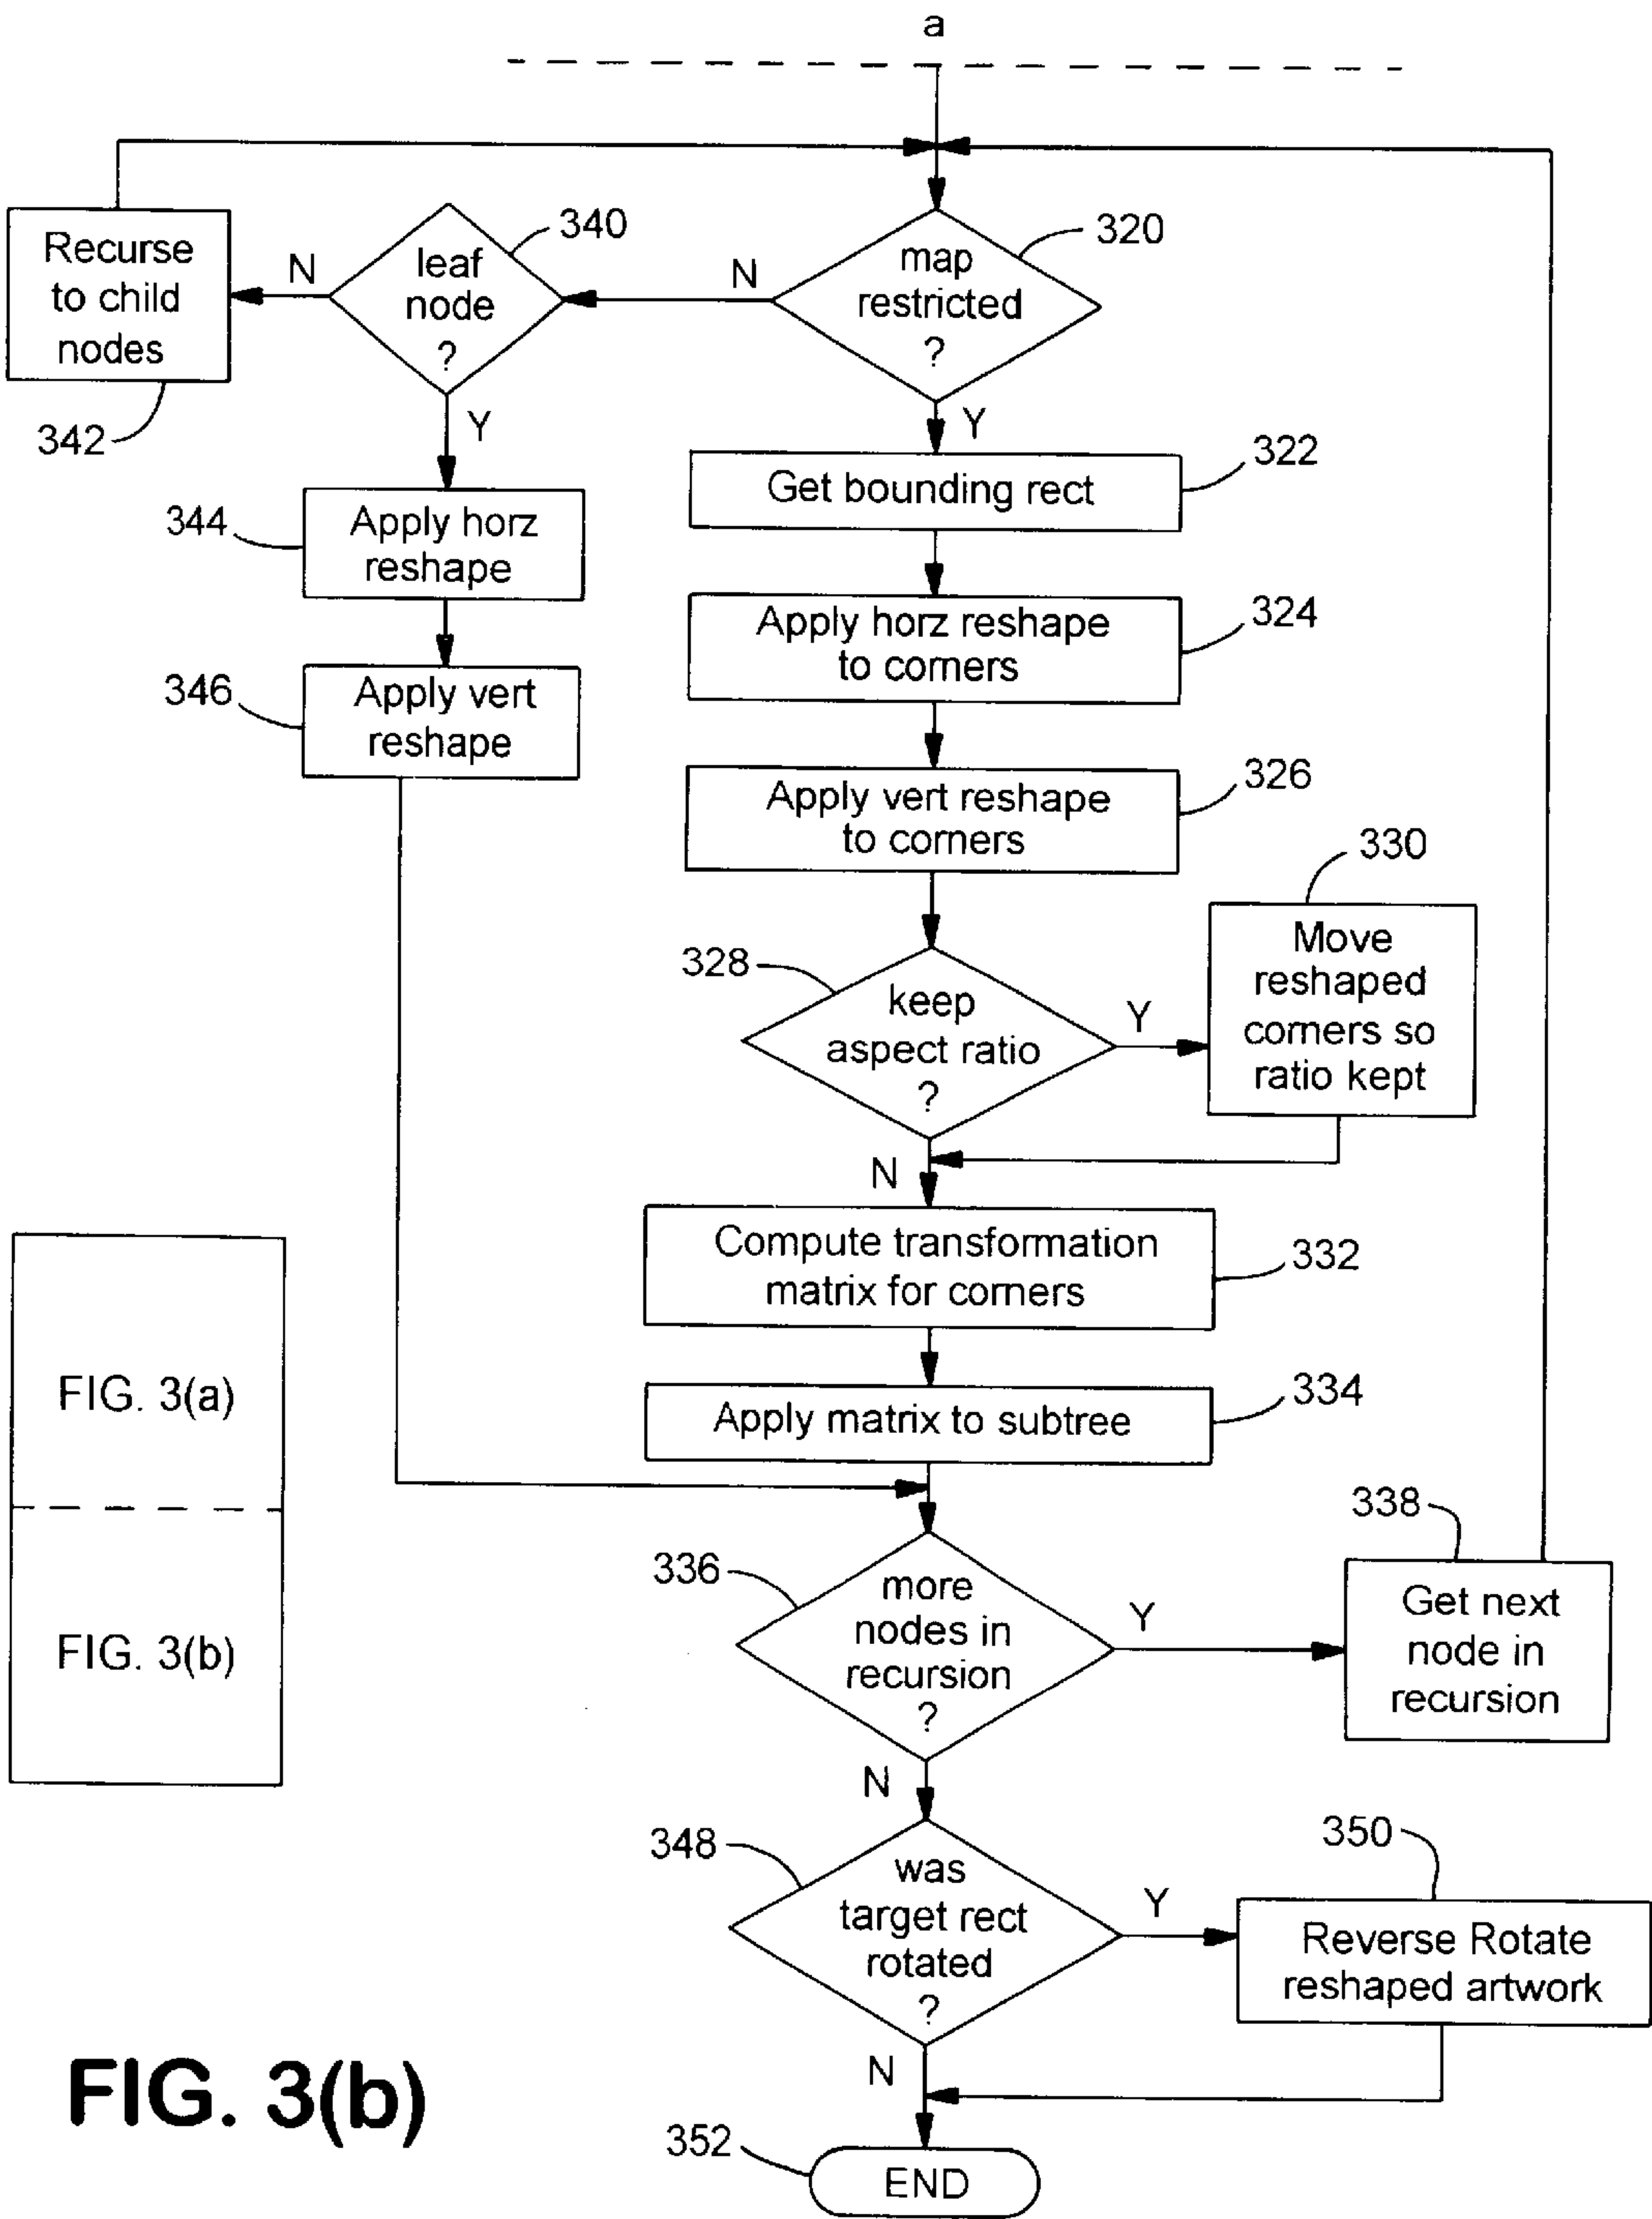 a
320
map
restricted
?
N
Y
340
leaf
node
?
N
Y
Recurse
to child
nodes
342
322
Get bounding rect
344
Apply horz
reshape
324
Apply horz reshape
to corners
346
Apply vert
reshape
326
Apply vert reshape
to corners
328
keep
aspect ratio
?
Y
N
330
Move
reshaped
corners so
ratio kept
332
Compute transformation
matrix for corners
334
Apply matrix to subtree
336
more
nodes in
recursion
?
Y
N
338
Get next
node in
recursion
348
was
target rect
rotated
?
Y
N
350
Reverse Rotate
reshaped artwork
352
END
FIG. 3(a)
FIG. 3(b)
FIG. 3(b)